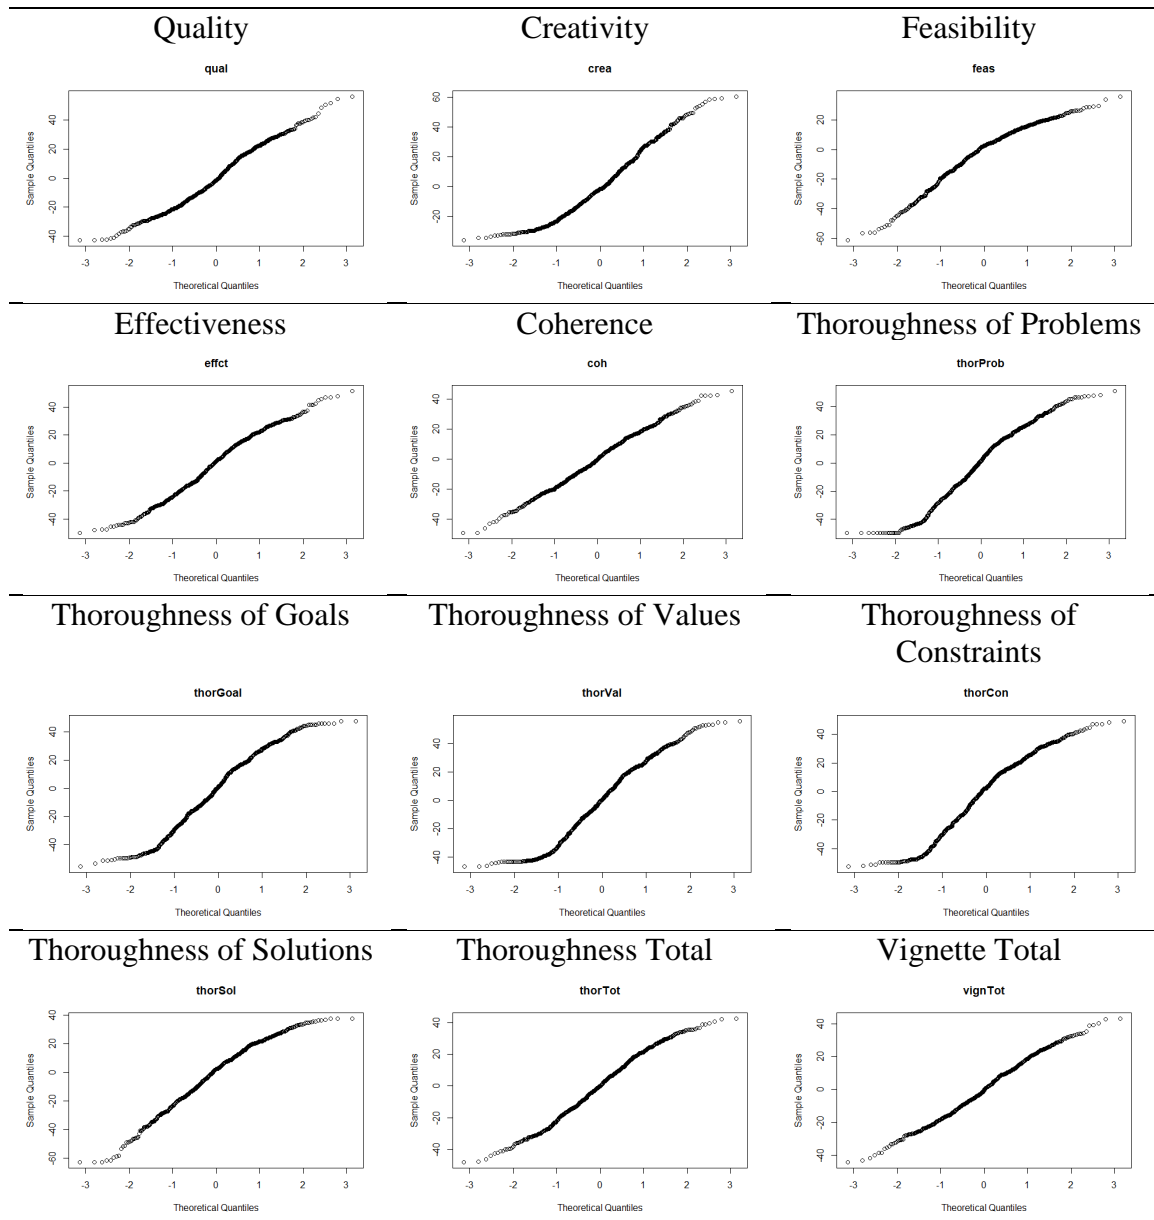 Quality Creativity Feasibility
qual crea feas
Sample Quantiles Sample Quantiles Sample Quantiles
40 60 20
20 40 0
0 20 -20
-20 0 -40
-40 -20 -60
-3 -2 -1 0 1 2 3 -3 -2 -1 0 1 2 3 -3 -2 -1 0 1 2 3
Theoretical Quantiles Theoretical Quantiles Theoretical Quantiles
Effectiveness Coherence Thoroughness of Problems
effct coh thorProb
Sample Quantiles Sample Quantiles Sample Quantiles
40 40 40
20 20 20
0 0 0
-20 -20 -20
-40 -40 -40
-3 -2 -1 0 1 2 3 -3 -2 -1 0 1 2 3 -3 -2 -1 0 1 2 3
Theoretical Quantiles Theoretical Quantiles Theoretical Quantiles
Thoroughness of Goals Thoroughness of Values Thoroughness of
Constraints
thorGoal thorVal thorCon
Sample Quantiles Sample Quantiles Sample Quantiles
40 40 40
20 20 20
0 0 0
-20 -20 -20
-40 -40 -40
-3 -2 -1 0 1 2 3 -3 -2 -1 0 1 2 3 -3 -2 -1 0 1 2 3
Theoretical Quantiles Theoretical Quantiles Theoretical Quantiles
Thoroughness of Solutions Thoroughness Total Vignette Total
thorSol thorTot vignTot
Sample Quantiles Sample Quantiles Sample Quantiles
40 40 40
20 20 20
0 0 0
-20 -20 -20
-40 -40 -40
-60
-3 -2 -1 0 1 2 3 -3 -2 -1 0 1 2 3 -3 -2 -1 0 1 2 3
Theoretical Quantiles Theoretical Quantiles Theoretical Quantiles